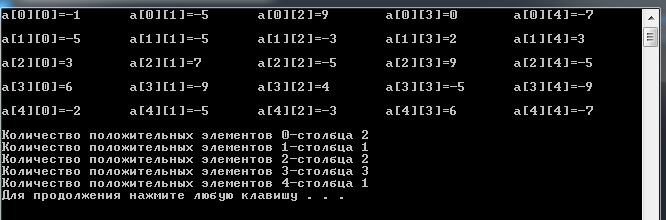 a[0][0]=-1 a[0][1]=-5 a[0][2]=9 a[0][3]=0 a[0][4]=-7
a[1][0]=-5 a[1][1]=-5 a[1][2]=-3 a[1][3]=2 a[1][4]=3
a[2][0]=3 a[2][1]=7 a[2][2]=-5 a[2][3]=9 a[2][4]=-5
a[3][0]=6 a[3][1]=-9 a[3][2]=4 a[3][3]=-5 a[3][4]=-9
a[4][0]=-2 a[4][1]=-5 a[4][2]=-3 a[4][3]=6 a[4][4]=-7
Количество положительных элементов 0-столбца 2
Количество положительных элементов 1-столбца 1
Количество положительных элементов 2-столбца 2
Количество положительных элементов 3-столбца 3
Количество положительных элементов 4-столбца 1
Для продолжения нажмите любую клавишу . . .